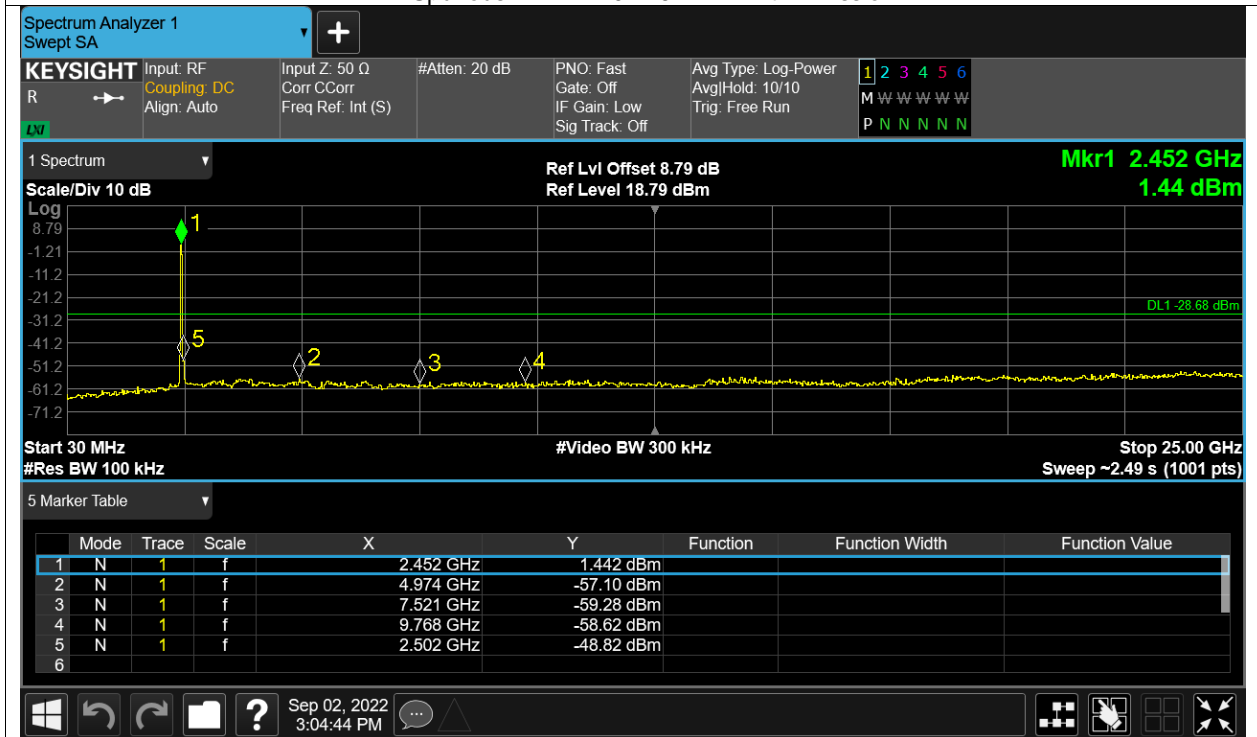 Spectrum Analyzer 1
Swept SA
+
KEYSIGHT Input: RF Input Z: 50 Ω #Atten: 20 dB PNO: Fast Avg Type: Log-Power 1 2 3 4 5 6
R Coupling: DC Corr CCorr Gate: Off Avg|Hold: 10/10 M W W W W W
Align: Auto Freq Ref: Int (S) IF Gain: Low Trig: Free Run P N N N N N
LXI Sig Track: Off
1 Spectrum Ref Lvl Offset 8.79 dB Mkr1 2.452 GHz
Scale/Div 10 dB Ref Level 18.79 dBm 1.44 dBm
Log
8.79 1
-1.21
-11.2
-21.2 DL1 -28.68 dBm
-31.2
-41.2 5
-51.2 2 3 4
-61.2
-71.2
Start 30 MHz #Video BW 300 kHz Stop 25.00 GHz
#Res BW 100 kHz Sweep ~2.49 s (1001 pts)
5 Marker Table
Mode Trace Scale X Y Function Function Width Function Value
1 N 1 f 2.452 GHz 1.442 dBm
2 N 1 f 4.974 GHz -57.10 dBm
3 N 1 f 7.521 GHz -59.28 dBm
4 N 1 f 9.768 GHz -58.62 dBm
5 N 1 f 2.502 GHz -48.82 dBm
6
? Sep 02, 2022
3:04:44 PM